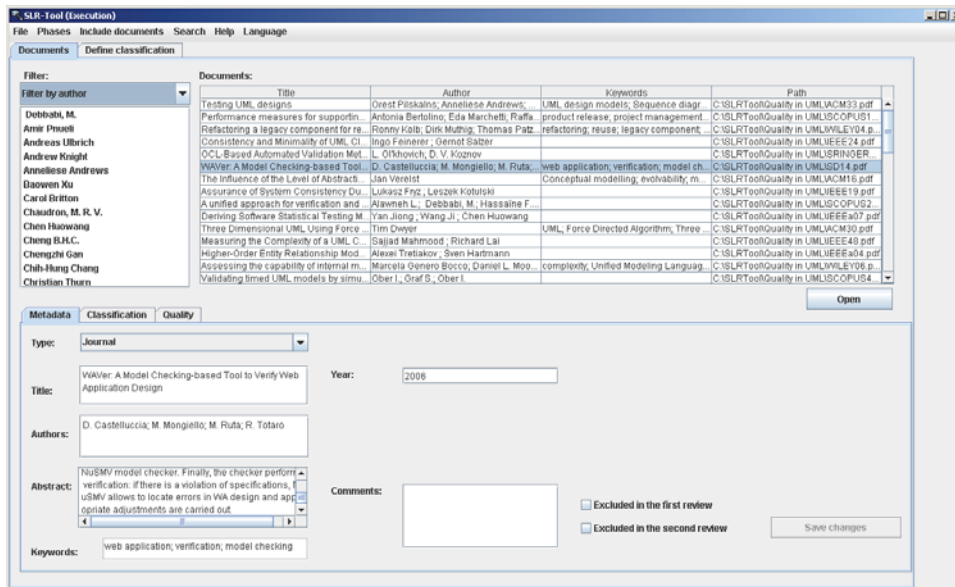 SLR-Tool (Execution)
File Phases Include documents Search Help Language
Documents Define classification
Filter: Documents:
Filter by author
Title Author Keywords Path
Testing UML designs Orest Pilskalns; Anneliese Andrews; ... UML design models; Sequence diagr... C:\SLRTool\Quality in UML\ACM33.pdf
Performance measures for supportin... Antonia Bertolino; Eda Marchetti; Raffa... product release; project management... C:\SLRTool\Quality in UML\SCOPUS1...
Refactoring a legacy component for re... Ronny Kolb; Dirk Muthig; Thomas Patz... refactoring; reuse; legacy component; ... C:\SLRTool\Quality in UML\WILEY04.p...
Consistency and Minimality of UML Cl... Ingo Feinerer ; Gernot Salzer C:\SLRTool\Quality in UML\IEEE24.pdf
OCL-Based Automated Validation Met... L. Ol'khovich; D. V. Koznov C:\SLRTool\Quality in UML\SRINGER...
WAVer: A Model Checking-based Tool... D. Castelluccia; M. Mongiello; M. Ruta;... web application; verification; model ch... C:\SLRTool\Quality in UML\SD14.pdf
The Influence of the Level of Abstracti... Jan Verelst Conceptual modelling; evolvability; m... C:\SLRTool\Quality in UML\ACM16.pdf
Assurance of System Consistency Du... Lukasz Fryz ; Leszek Kotulski C:\SLRTool\Quality in UML\IEEE19.pdf
A unified approach for verification and ... Alawneh L.; Debbabi, M.; Hassaïne F.... C:\SLRTool\Quality in UML\SCOPUS2...
Deriving Software Statistical Testing M... Yan Jiong ; Wang Ji ; Chen Huowang C:\SLRTool\Quality in UML\IEEEa07.pdf
Three Dimensional UML Using Force ... Tim Dwyer UML; Force Directed Algorithm; Three ... C:\SLRTool\Quality in UML\ACM30.pdf
Measuring the Complexity of a UML C... Sajjad Mahmood ; Richard Lai C:\SLRTool\Quality in UML\IEEE48.pdf
Higher-Order Entity Relationship Mod... Alexei Tretiakov ; Sven Hartmann C:\SLRTool\Quality in UML\IEEEa04.pdf
Assessing the capability of internal m... Marcela Genero Bocco; Daniel L. Moo... complexity; Unified Modeling Languag... C:\SLRTool\Quality in UML\WILEY06.p...
Validating timed UML models by simu... Ober I.; Graf S.; Ober I. C:\SLRTool\Quality in UML\SCOPUS4...
Debbabi, M.
Amir Pnueli
Andreas Ulbrich
Andrew Knight
Anneliese Andrews
Baowen Xu
Carol Britton
Chaudron, M. R. V.
Chen Huowang
Cheng B.H.C.
Chengzhi Gan
Chih-Hung Chang
Christian Thurn
Open
Metadata Classification Quality
Type: Journal
Title: WAVer: A Model Checking-based Tool to Verify Web
Application Design
Year: 2006
Authors: D. Castelluccia; M. Mongiello; M. Ruta; R. Totaro
Abstract: NuSMV model checker. Finally, the checker perform
verification: if there is a violation of specifications,
uSMV allows to locate errors in WA design and app
opriate adjustments are carried out
Comments:
Excluded in the first review
Excluded in the second review
Save changes
Keywords: web application; verification; model checking